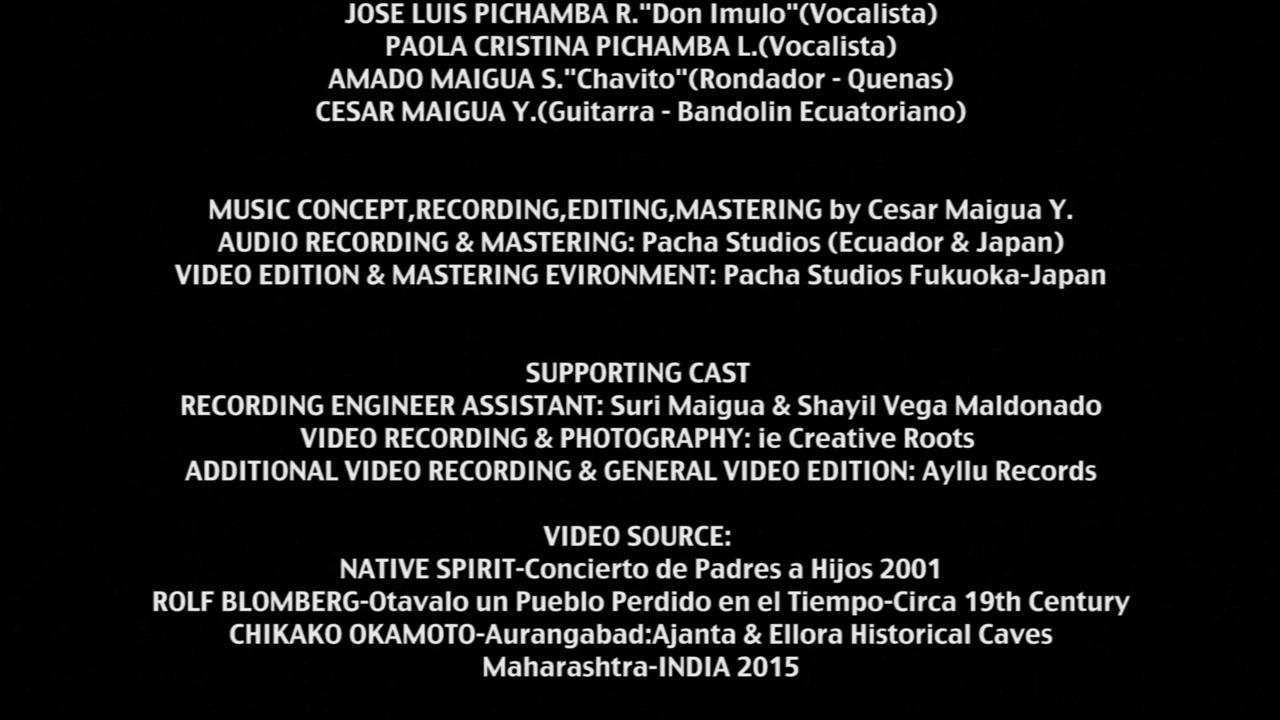 JOSE LUIS PICHAMBA R."Don Imulo"(Vocalista)
PAOLA CRISTINA PICHAMBA L.(Vocalista)
AMADO MAIGUA S."Chavito"(Rondador - Quenas)
CESAR MAIGUA Y.(Guitarra - Bandolin Ecuatoriano)
MUSIC CONCEPT,RECORDING,EDITING,MASTERING by Cesar Maigua Y.
AUDIO RECORDING & MASTERING: Pacha Studios (Ecuador & Japan)
VIDEO EDITION & MASTERING EVIRONMENT: Pacha Studios Fukuoka-Japan
SUPPORTING CAST
RECORDING ENGINEER ASSISTANT: Suri Maigua & Shayil Vega Maldonado
VIDEO RECORDING & PHOTOGRAPHY: ie Creative Roots
ADDITIONAL VIDEO RECORDING & GENERAL VIDEO EDITION: Ayllu Records
VIDEO SOURCE:
NATIVE SPIRIT-Concierto de Padres a Hijos 2001
ROLF BLOMBERG-Otavalo un Pueblo Perdido en el Tiempo-Circa 19th Century
CHIKAKO OKAMOTO-Aurangabad:Ajanta & Ellora Historical Caves
Maharashtra-INDIA 2015